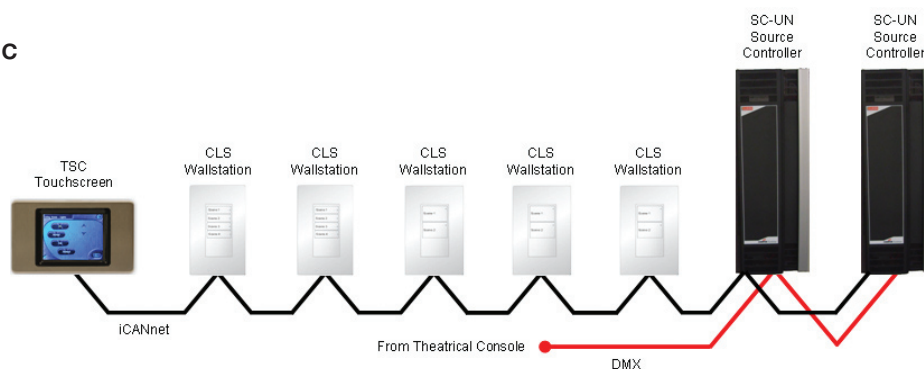 C
SC-UN
Source
Controller
SC-UN
Source
Controller
TSC
Touchscreen
CLS
Wallstation
CLS
Wallstation
CLS
Wallstation
CLS
Wallstation
CLS
Wallstation
iCANnet
From Theatrical Console
DMX